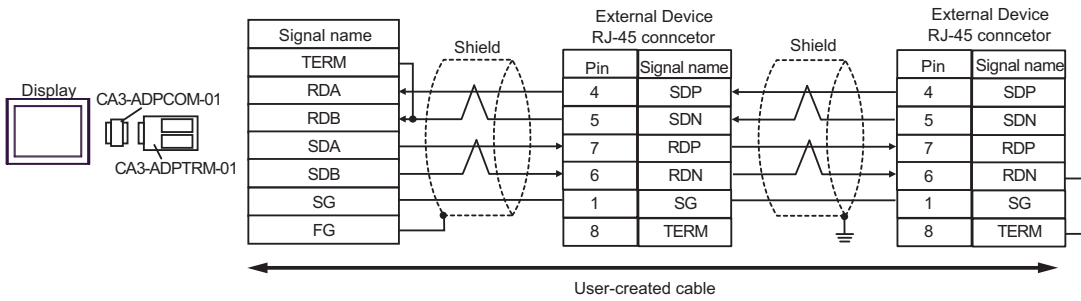 Display
CA3-ADPCOM-01
CA3-ADPTRM-01
Signal name
TERM
RDA
RDB
SDA
SDB
SG
FG
Shield
External Device
RJ-45 conncetor
Pin Signal name
4 SDP
5 SDN
7 RDP
6 RDN
1 SG
8 TERM
Shield
External Device
RJ-45 conncetor
Pin Signal name
4 SDP
5 SDN
7 RDP
6 RDN
1 SG
8 TERM
User-created cable